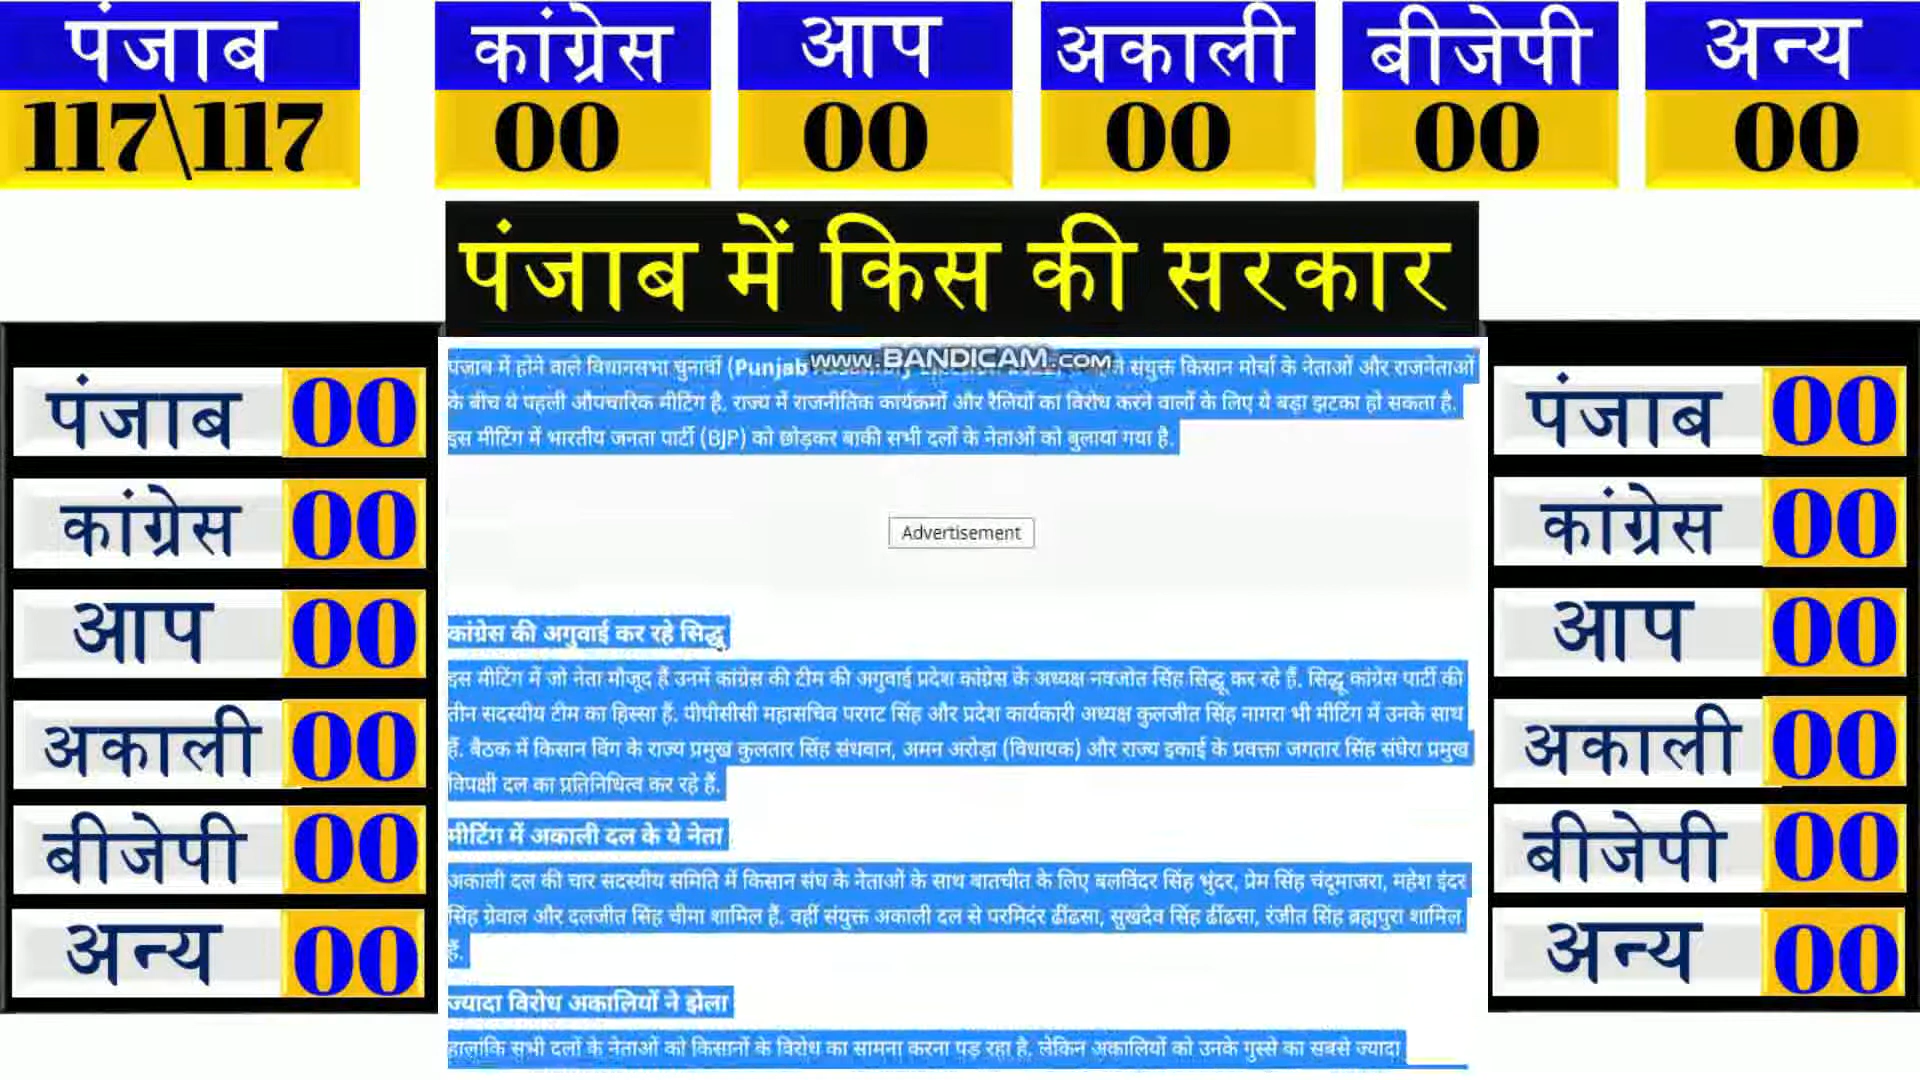 पंजाब
117\117
कांग्रेस
00
आप
00
अकाली
00
बीजेपी
00
अन्य
00
पंजाब में किस की सरकार
www.BANDICAM.com
पंजाब में होने वाले विधानसभा चुनावों (Punjab संयुक्त किसान मोर्चा के नेताओं और राजनेताओं
के बीच ये पहली औपचारिक मीटिंग है. राज्य में राजनीतिक कार्यक्रमों और रैलियों का विरोध करने वालों के लिए ये बड़ा झटका हो सकता है.
इस मीटिंग में भारतीय जनता पार्टी (BJP) को छोड़कर बाकी सभी दलों के नेताओं को बुलाया गया है.
Advertisement
कांग्रेस की अगुवाई कर रहे सिद्धू
इस मीटिंग में जो नेता मौजूद हैं उनमें कांग्रेस की टीम की अगुवाई प्रदेश कांग्रेस के अध्यक्ष नवजोत सिंह सिद्धू कर रहे हैं. सिद्धू कांग्रेस पार्टी की
तीन सदस्यीय टीम का हिस्सा हैं. पीपीसीसी महासचिव परगट सिंह और प्रदेश कार्यकारी अध्यक्ष कुलजीत सिंह नागरा भी मीटिंग में उनके साथ
हैं. बैठक में किसान विंग के राज्य प्रमुख कुलतार सिंह संधवान, अमन अरोड़ा (विधायक) और राज्य इकाई के प्रवक्ता जगतार सिंह संघेरा प्रमुख
विपक्षी दल का प्रतिनिधित्व कर रहे हैं.
मीटिंग में अकाली दल के ये नेता
अकाली दल की चार सदस्यीय समिति में किसान संघ के नेताओं के साथ बातचीत के लिए बलविंदर सिंह भुंदर, प्रेम सिंह चंदूमाजरा, महेश इंदर
सिंह ग्रेवाल और दलजीत सिंह चीमा शामिल हैं. वहीं संयुक्त अकाली दल से परमिदंर ढींढसा, सुखदेव सिंह ढींढसा, रंजीत सिंह ब्रह्मपुरा शामिल
हैं.
ज्यादा विरोध अकालियों ने झेला
हालांकि सभी दलों के नेताओं को किसानों के विरोध का सामना करना पड़ रहा है. लेकिन अकालियों को उनके गुस्से का सबसे ज्यादा
पंजाब 00
कांग्रेस 00
आप 00
अकाली 00
बीजेपी 00
अन्य 00
पंजाब 00
कांग्रेस 00
आप 00
अकाली 00
बीजेपी 00
अन्य 00